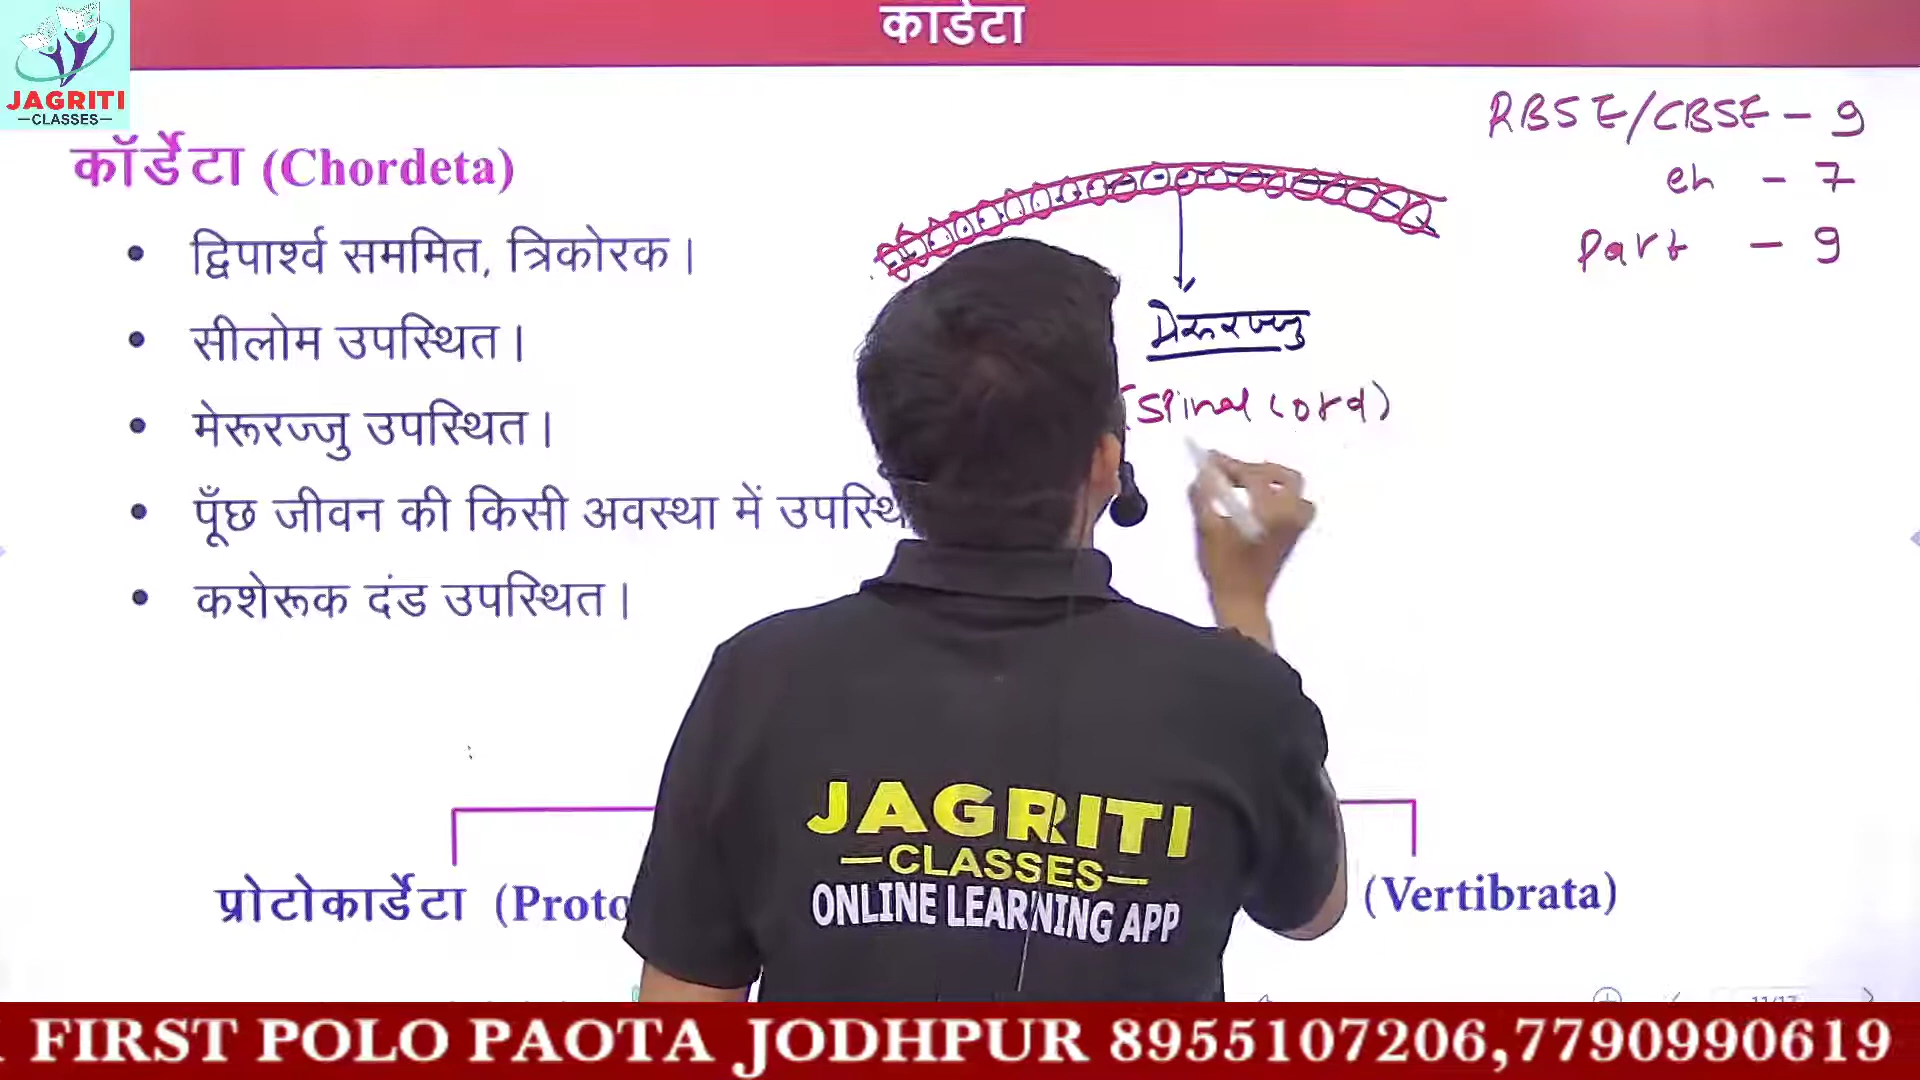 कार्डेटा
JAGRITI
—CLASSES—
RBSE/CBSE - 9
ch - 7
Part - 9
कॉर्डेटा (Chordeta)
• द्विपार्श्व सममित, त्रिकोरक।
• सीलोम उपस्थित।
• मेरूरज्जु उपस्थित।
• पूँछ जीवन की किसी अवस्था में उपस्थि
• कशेरूक दंड उपस्थित।
मेरूरज्जु
(Spinal cord)
प्रोटोकार्डेटा (Proto
(Vertibrata)
JAGRITI
—CLASSES—
ONLINE LEARNING APP
FIRST POLO PAOTA JODHPUR 8955107206,7790990619